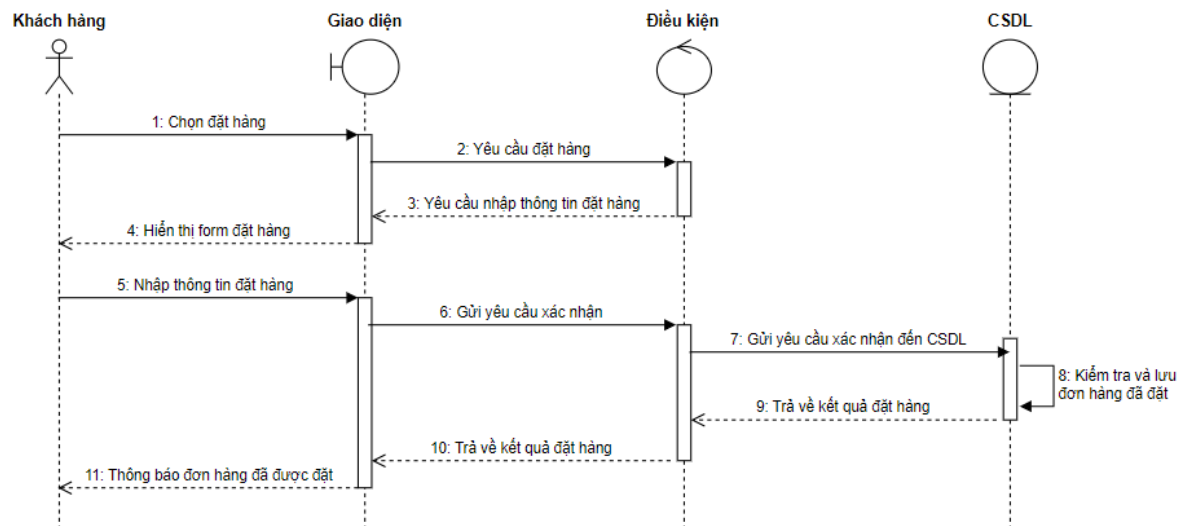 Khách hàng
Giao diện
Điều kiện
CSDL
1: Chọn đặt hàng
2: Yêu cầu đặt hàng
3: Yêu cầu nhập thông tin đặt hàng
4: Hiển thị form đặt hàng
5: Nhập thông tin đặt hàng
6: Gửi yêu cầu xác nhận
7: Gửi yêu cầu xác nhận đến CSDL
8: Kiểm tra và lưu
đơn hàng đã đặt
9: Trả về kết quả đặt hàng
10: Trả về kết quả đặt hàng
11: Thông báo đơn hàng đã được đặt